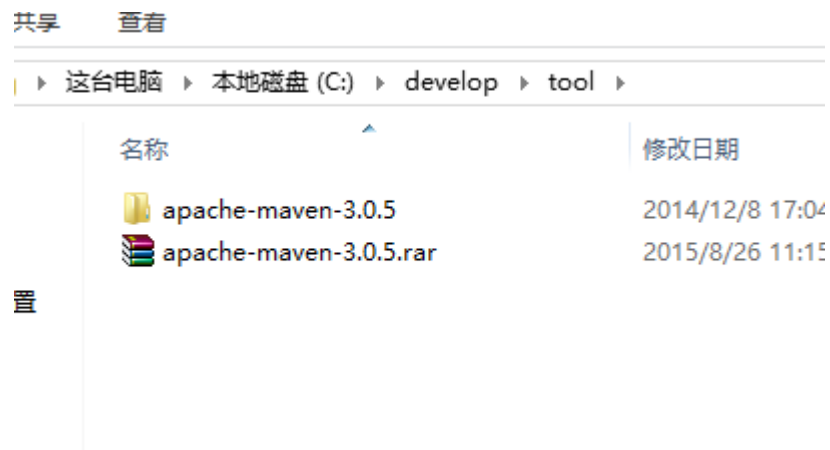 共享 查看
这台电脑 本地磁盘 (C:) develop tool
名称 修改日期
apache-maven-3.0.5 2014/12/8 17:04
apache-maven-3.0.5.rar 2015/8/26 11:15
置